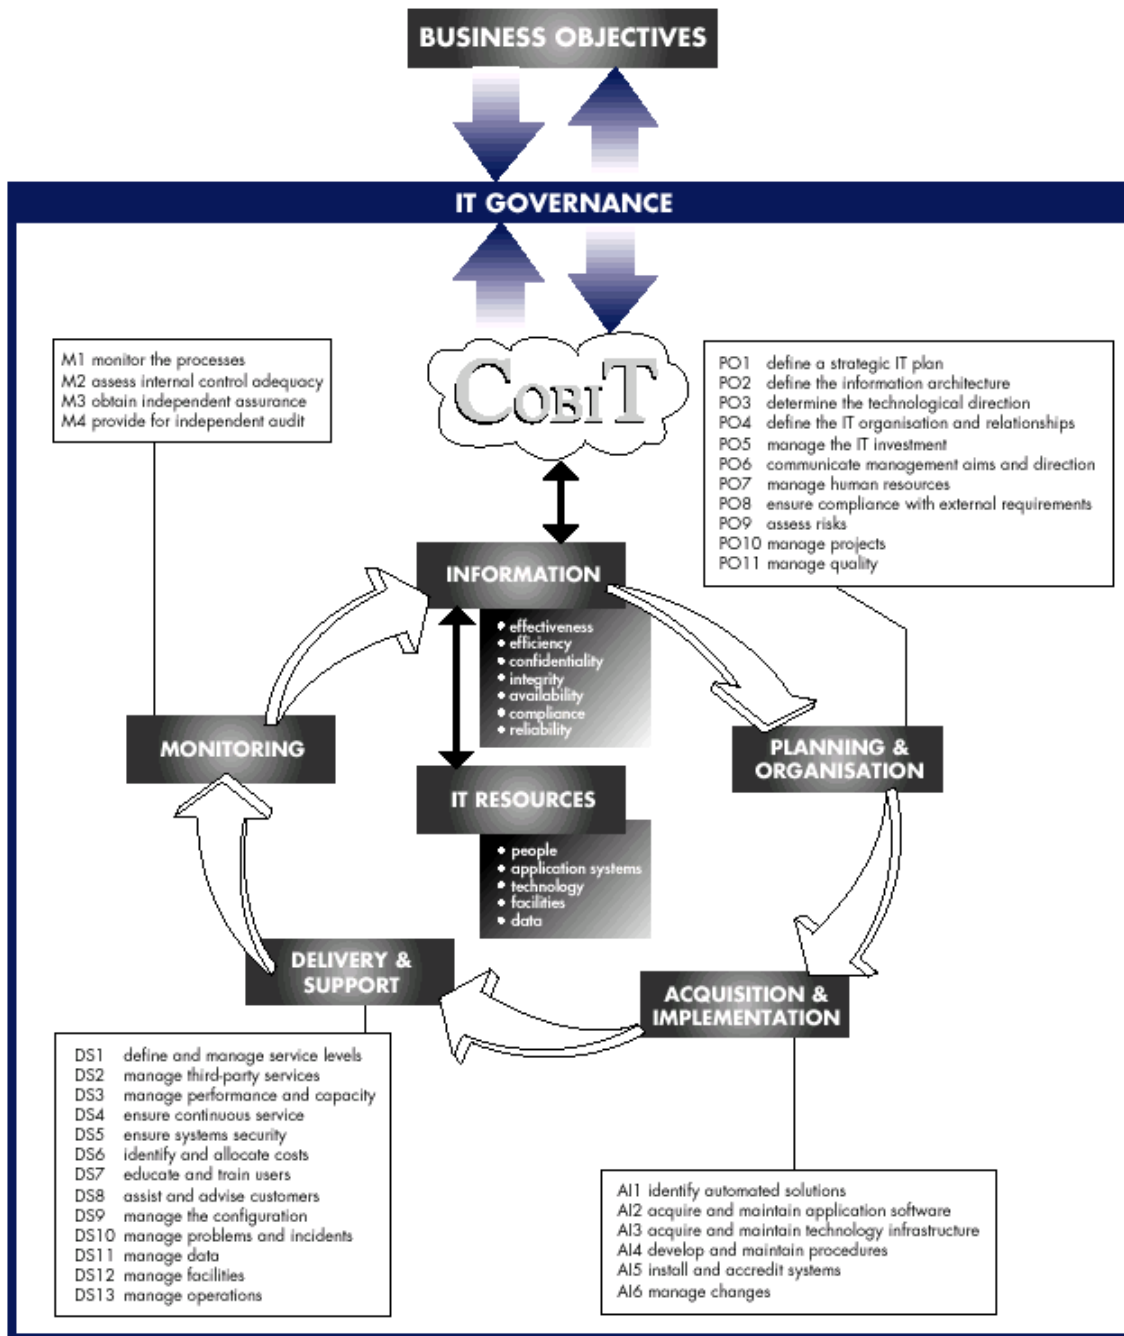 BUSINESS OBJECTIVES
IT GOVERNANCE
COBIT
M1 monitor the processes
M2 assess internal control adequacy
M3 obtain independent assurance
M4 provide for independent audit
PO1 define a strategic IT plan
PO2 define the information architecture
PO3 determine the technological direction
PO4 define the IT organisation and relationships
PO5 manage the IT investment
PO6 communicate management aims and direction
PO7 manage human resources
PO8 ensure compliance with external requirements
PO9 assess risks
PO10 manage projects
PO11 manage quality
INFORMATION
• effectiveness
• efficiency
• confidentiality
• integrity
• availability
• compliance
• reliability
MONITORING
PLANNING &
ORGANISATION
IT RESOURCES
• people
• application systems
• technology
• facilities
• data
DELIVERY &
SUPPORT
ACQUISITION &
IMPLEMENTATION
DS1 define and manage service levels
DS2 manage third-party services
DS3 manage performance and capacity
DS4 ensure continuous service
DS5 ensure systems security
DS6 identify and allocate costs
DS7 educate and train users
DS8 assist and advise customers
DS9 manage the configuration
DS10 manage problems and incidents
DS11 manage data
DS12 manage facilities
DS13 manage operations
AI1 identify automated solutions
AI2 acquire and maintain application software
AI3 acquire and maintain technology infrastructure
AI4 develop and maintain procedures
AI5 install and accredit systems
AI6 manage changes